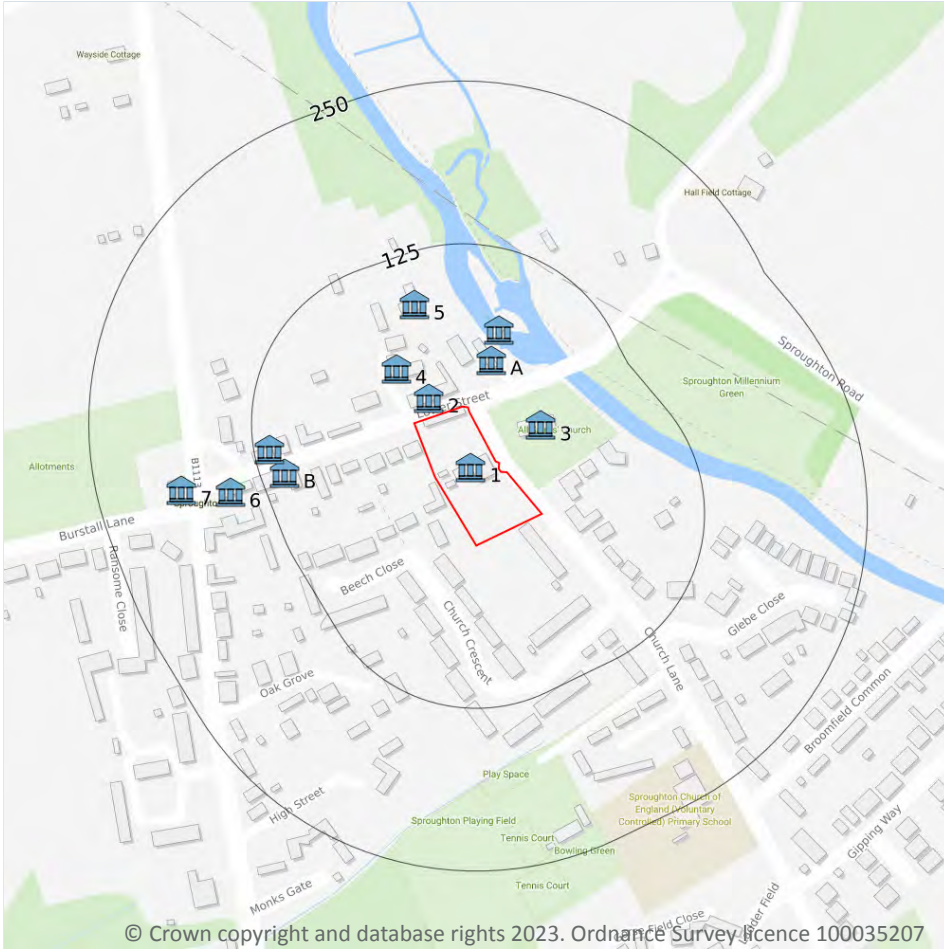 Wayside Cottage
250
Hall Field Cottage
125
5
Sproughton Road
A
4
Sproughton Millennium
Green
2
Street
3
Church
Allotments
B1113
B
1
7
6
Burstall Lane
Ransome Close
Beech Close
Church Crescent
Glebe Close
Church Lane
Oak Grove
Broomfield Common
Play Space
High Street
Sproughton Playing Field
Sproughton Church of
England (Voluntary
Controlled) Primary School
Tennis Court
Bowling Green
Gipping Way
Tennis Court
Monks Gate
Field Close
Field
© Crown copyright and database rights 2023. Ordnance Survey licence 100035207